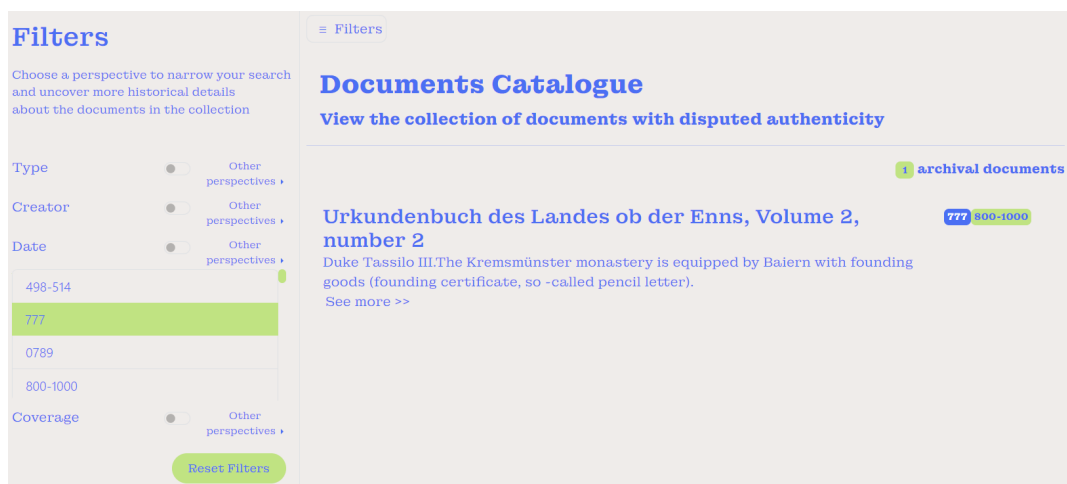 Filters
Choose a perspective to narrow your search
and uncover more historical details
about the documents in the collection
Type
Other
perspectives ▸
Creator
Other
perspectives ▸
Date
Other
perspectives ▸
498-514
777
0789
800-1000
Coverage
Other
perspectives ▸
Reset Filters
≡ Filters
Documents Catalogue
View the collection of documents with disputed authenticity
1 archival documents
Urkundenbuch des Landes ob der Enns, Volume 2,
number 2
777 800-1000
Duke Tassilo III.The Kremsmünster monastery is equipped by Baiern with founding
goods (founding certificate, so -called pencil letter).
See more >>